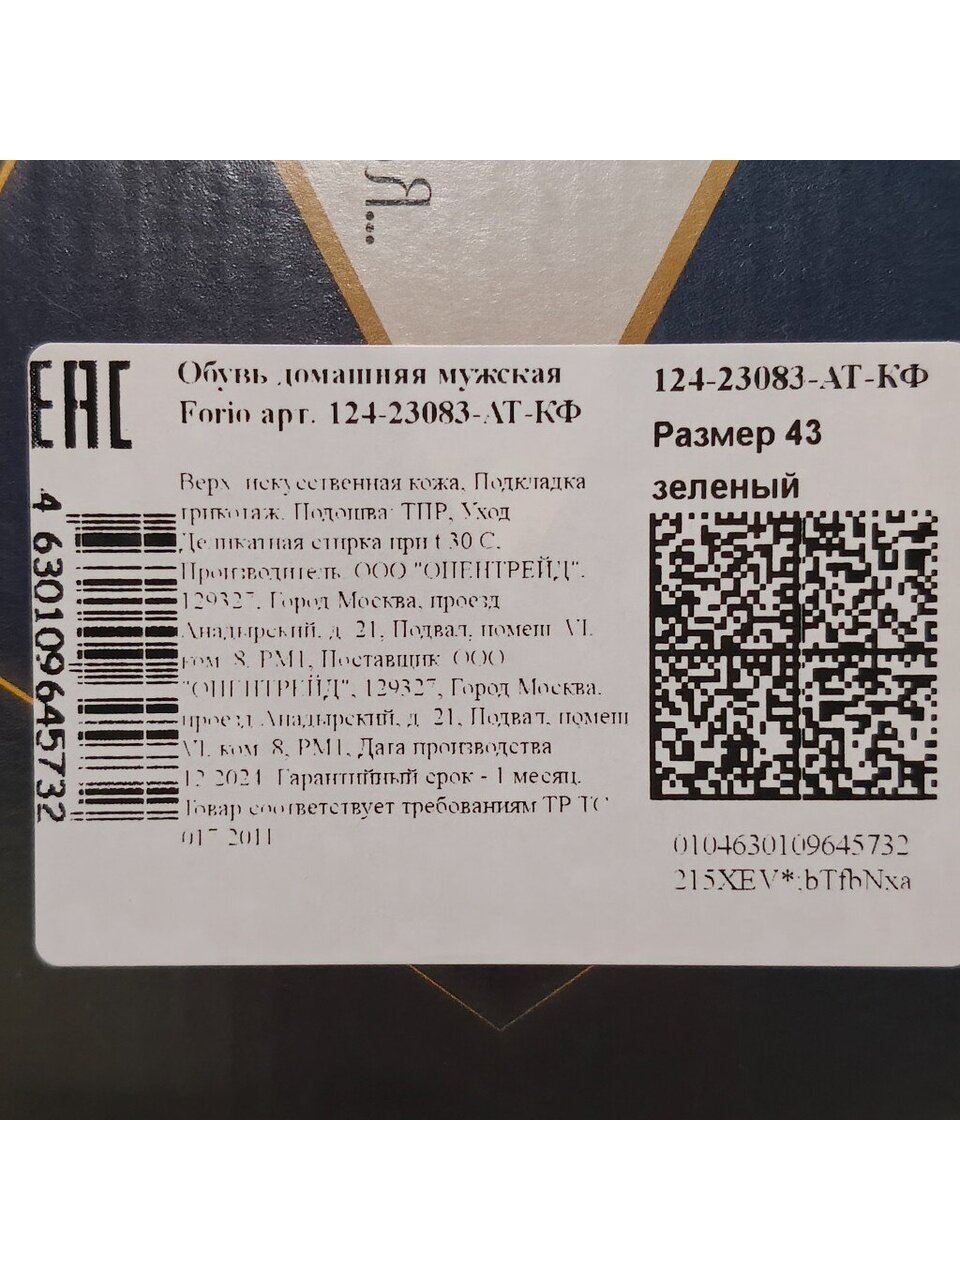 Я...
ЕАС
Обувь домашняя мужская
Forio арт. 124-23083-АТ-КФ
Верх искусственная кожа, Подкладка
трикотаж, Подошва ТПР, Уход
Деликатная стирка при t 30 C.
Производитель ООО "ОПЕНТРЕЙД".
129327, Город Москва, проезд
Анадырский, д 21, Подвал, помещ VI,
ком 8, РМ1, Поставщик ООО
"ОПЕНТРЕЙД", 129327, Город Москва,
проезд Анадырский, д 21, Подвал, помещ
VI, ком 8, РМ1, Дата производства
12 2024 Гарантийный срок - 1 месяц.
Товар соответствует требованиям ТР ТС
017 2011
4 630109 645732
124-23083-АТ-КФ
Размер 43
зеленый
0104630109645732
215XEV*;bTfbNxa